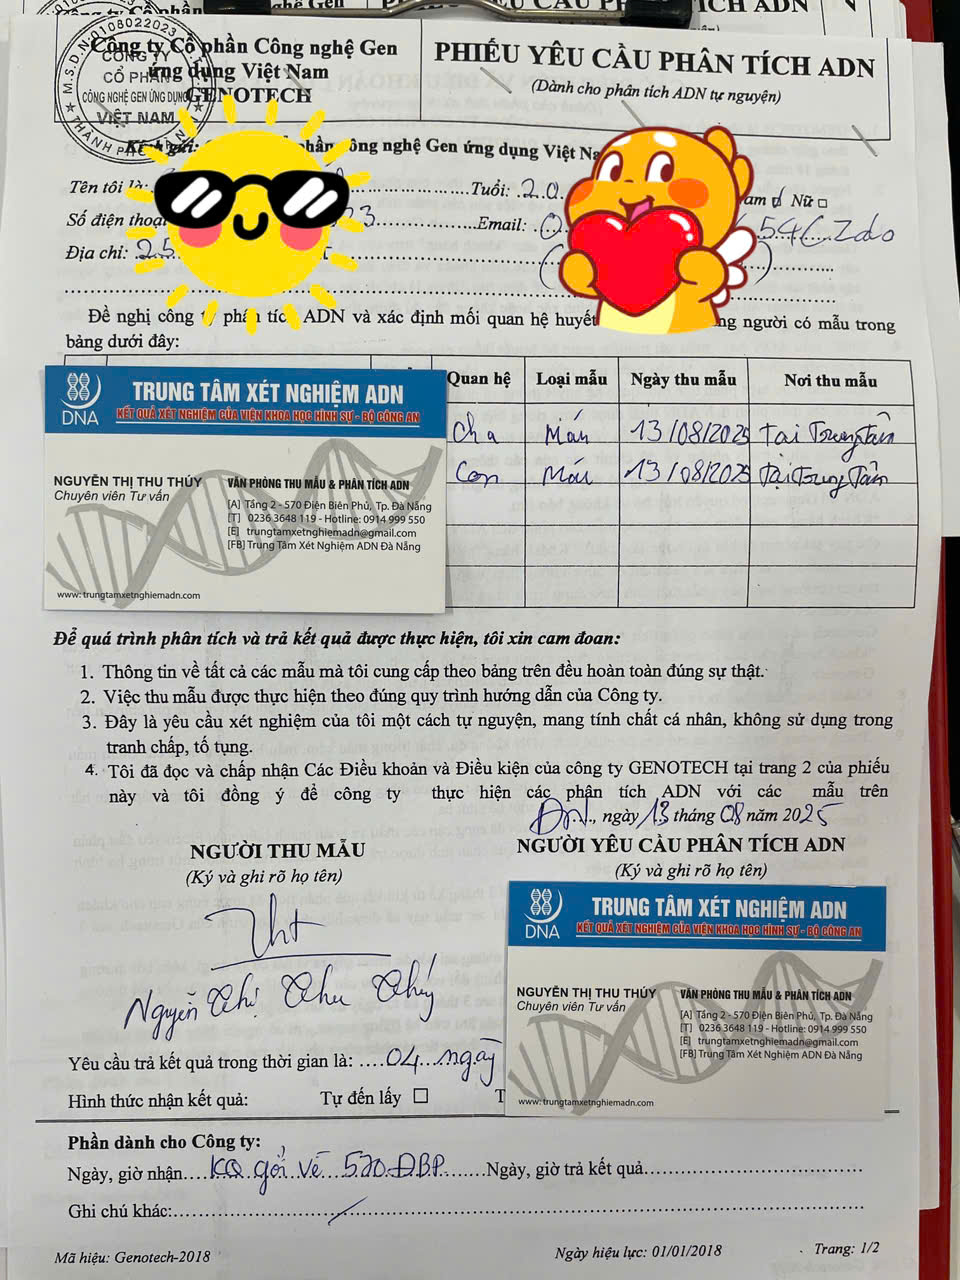 M.S.D.N:0108022023
CÔNG TY
CỔ PHẦN
CÔNG NGHỆ GEN ỨNG DỤNG
VIỆT NAM
Công ty Cổ phần Công nghệ Gen
ứng dụng Việt Nam
GENOTECH
PHIẾU YÊU CẦU PHÂN TÍCH ADN
(Dành cho phân tích ADN tự nguyện)
Kính gửi: phần Công nghệ Gen ứng dụng Việt Na
Tên tôi là: Tuổi: 20 am Nữ
Số điện thoại 3 Email: 546 Zalo
Địa chỉ: 25
Đề nghị công ty phân tích ADN và xác định mối quan hệ huyết ng người có mẫu trong
bảng dưới đây:
Quan hệ Loại mẫu Ngày thu mẫu Nơi thu mẫu
Cha Máu 13/08/2025 Tại Trung Tâm
Con Máu 13/08/2025 Tại Trung Tâm
DNA
TRUNG TÂM XÉT NGHIỆM ADN
KẾT QUẢ XÉT NGHIỆM CỦA VIỆN KHOA HỌC HÌNH SỰ - BỘ CÔNG AN
NGUYỄN THỊ THU THỦY
Chuyên viên Tư vấn
VĂN PHÒNG THU MẪU & PHÂN TÍCH ADN
[A] Tầng 2 - 570 Điện Biên Phủ, Tp. Đà Nẵng
[T] 0236 3648 119 - Hotline: 0914 999 550
[E] trungtamxetnghiemadn@gmail.com
[FB] Trung Tâm Xét Nghiệm ADN Đà Nẵng
www: trungtamxetnghiemadn.com
Để quá trình phân tích và trả kết quả được thực hiện, tôi xin cam đoan:
1. Thông tin về tất cả các mẫu mà tôi cung cấp theo bảng trên đều hoàn toàn đúng sự thật.
2. Việc thu mẫu được thực hiện theo đúng quy trình hướng dẫn của Công ty.
3. Đây là yêu cầu xét nghiệm của tôi một cách tự nguyện, mang tính chất cá nhân, không sử dụng trong
tranh chấp, tố tụng.
4. Tôi đã đọc và chấp nhận Các Điều khoản và Điều kiện của công ty GENOTECH tại trang 2 của phiếu
này và tôi đồng ý để công ty thực hiện các phân tích ADN với các mẫu trên
ĐN, ngày 13 tháng 08 năm 2025
NGƯỜI THU MẪU
(Ký và ghi rõ họ tên)
NGƯỜI YÊU CẦU PHÂN TÍCH ADN
(Ký và ghi rõ họ tên)
Tht
Nguyễn Thị Thu Thủy
DNA
TRUNG TÂM XÉT NGHIỆM ADN
KẾT QUẢ XÉT NGHIỆM CỦA VIỆN KHOA HỌC HÌNH SỰ - BỘ CÔNG AN
NGUYỄN THỊ THU THỦY
Chuyên viên Tư vấn
VĂN PHÒNG THU MẪU & PHÂN TÍCH ADN
[A] Tầng 2 - 570 Điện Biên Phủ, Tp. Đà Nẵng
[T] 0236 3648 119 - Hotline: 0914 999 550
[E] trungtamxetnghiemadn@gmail.com
[FB] Trung Tâm Xét Nghiệm ADN Đà Nẵng
www: trungtamxetnghiemadn.com
Yêu cầu trả kết quả trong thời gian là: 04 ngày
Hình thức nhận kết quả: Tự đến lấy T
Phần dành cho Công ty:
Ngày, giờ nhận KQ gởi về 570 ĐBP Ngày, giờ trả kết quả
Ghi chú khác:
Mã hiệu: Genotech-2018 Ngày hiệu lực: 01/01/2018 Trang: 1/2